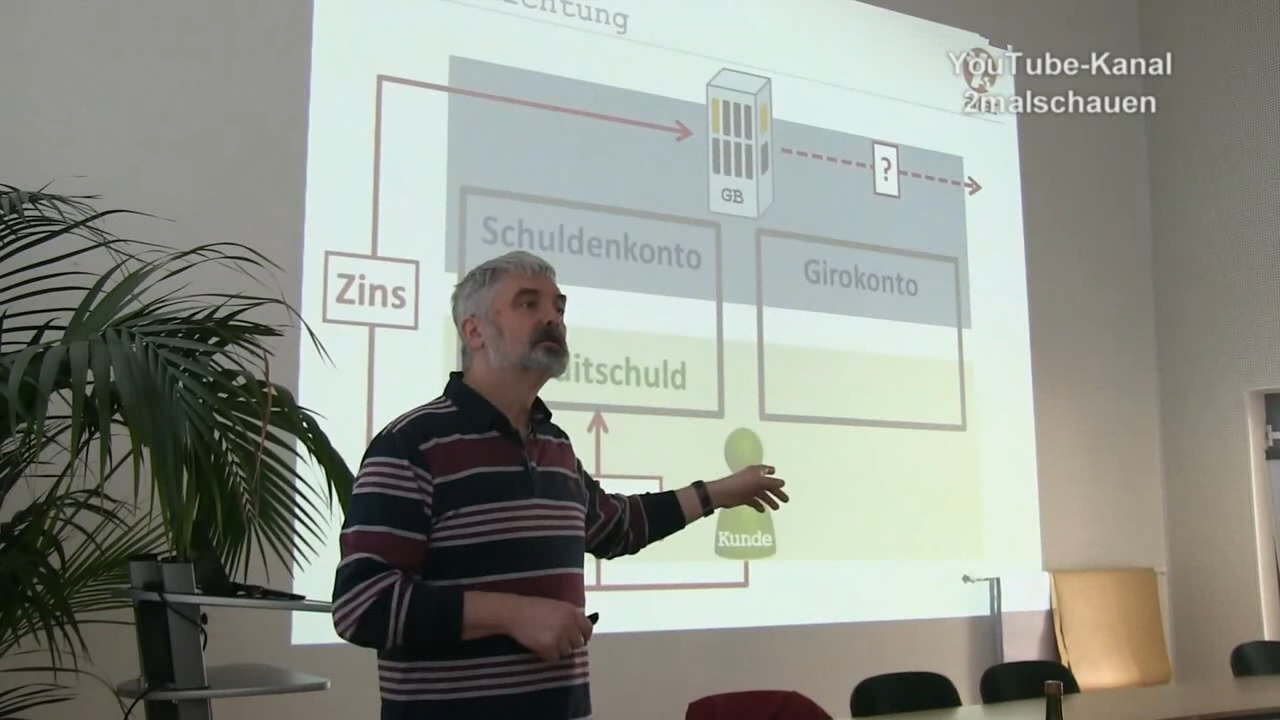 YouTube-Kanal
2malschauen
?
GB
Schuldenkonto
Girokonto
Zins
Kunde